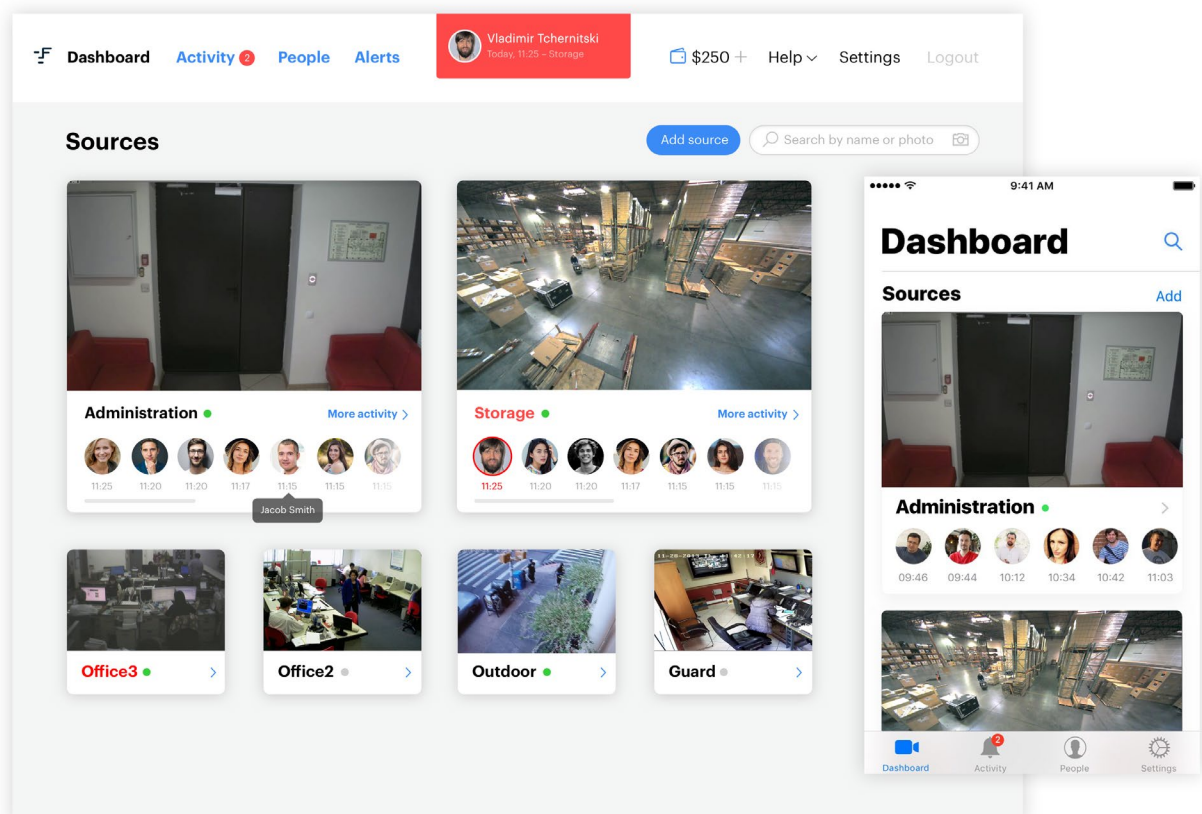 Dashboard
Activity 2
People
Alerts
Vladimir Tchernitski
Today, 11:25 – Storage
$250 +
Help
Settings
Logout
Sources
Add source
Search by name or photo
Administration
More activity
11:25 11:20 11:20 11:17 11:15 11:15 11:15
Jacob Smith
Storage
More activity
11:25 11:20 11:20 11:17 11:15 11:15 11:15
Office3
Office2
Outdoor
Guard
9:41 AM
Dashboard
Sources
Add
Administration
09:46 09:44 10:12 10:34 10:42 11:03
2
Dashboard
Activity
People
Settings